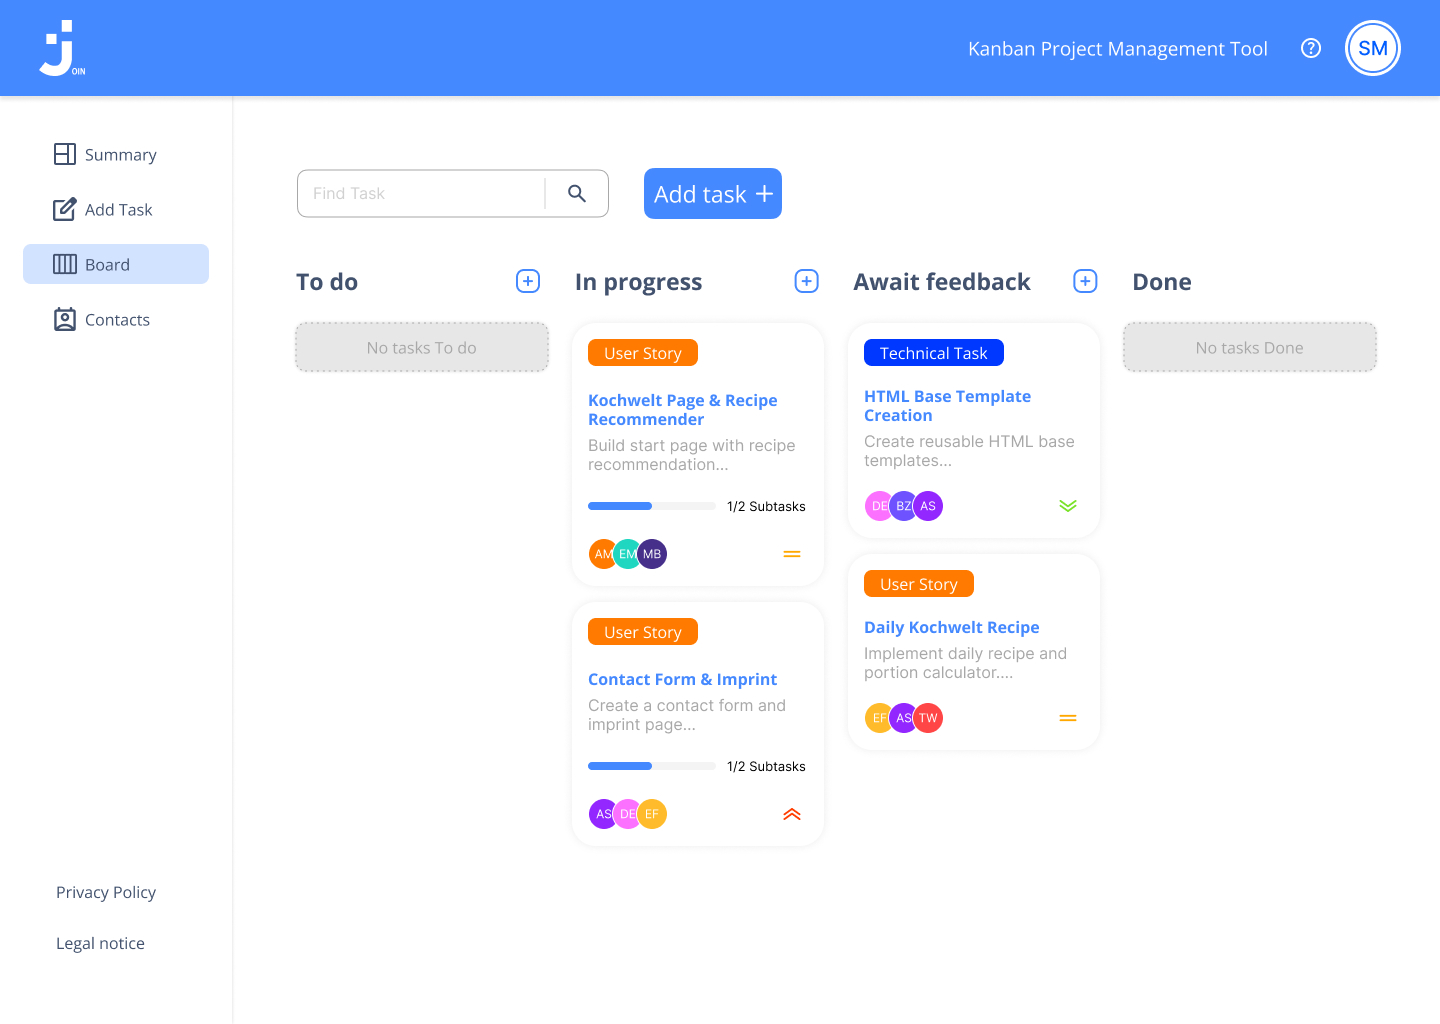 OIN
Kanban Project Management Tool
SM
Summary
Add Task
Board
Contacts
Privacy Policy
Legal notice
Find Task
Add task
To do
No tasks To do
In progress
User Story
Kochwelt Page & Recipe
Recommender
Build start page with recipe
recommendation...
1/2 Subtasks
AM EM MB
User Story
Contact Form & Imprint
Create a contact form and
imprint page...
1/2 Subtasks
AS DE EF
Await feedback
Technical Task
HTML Base Template
Creation
Create reusable HTML base
templates...
DE BZ AS
User Story
Daily Kochwelt Recipe
Implement daily recipe and
portion calculator....
EF AS TW
Done
No tasks Done